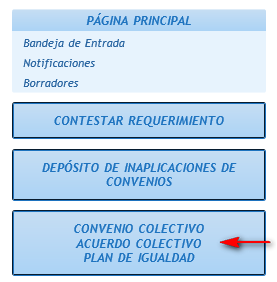 PÁGINA PRINCIPAL
Bandeja de Entrada
Notificaciones
Borradores
CONTESTAR REQUERIMIENTO
DEPÓSITO DE INAPLICACIONES DE
CONVENIOS
CONVENIO COLECTIVO
ACUERDO COLECTIVO
PLAN DE IGUALDAD